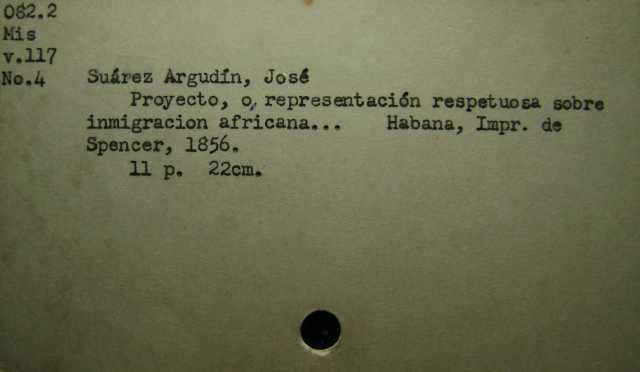 082.2
Mis
v.117
No.4 Suárez Argudín, José
Proyecto, o, representación respetuosa sobre
inmigracion africana... Habana, Impr. de
Spencer, 1856.
11 p. 22cm.